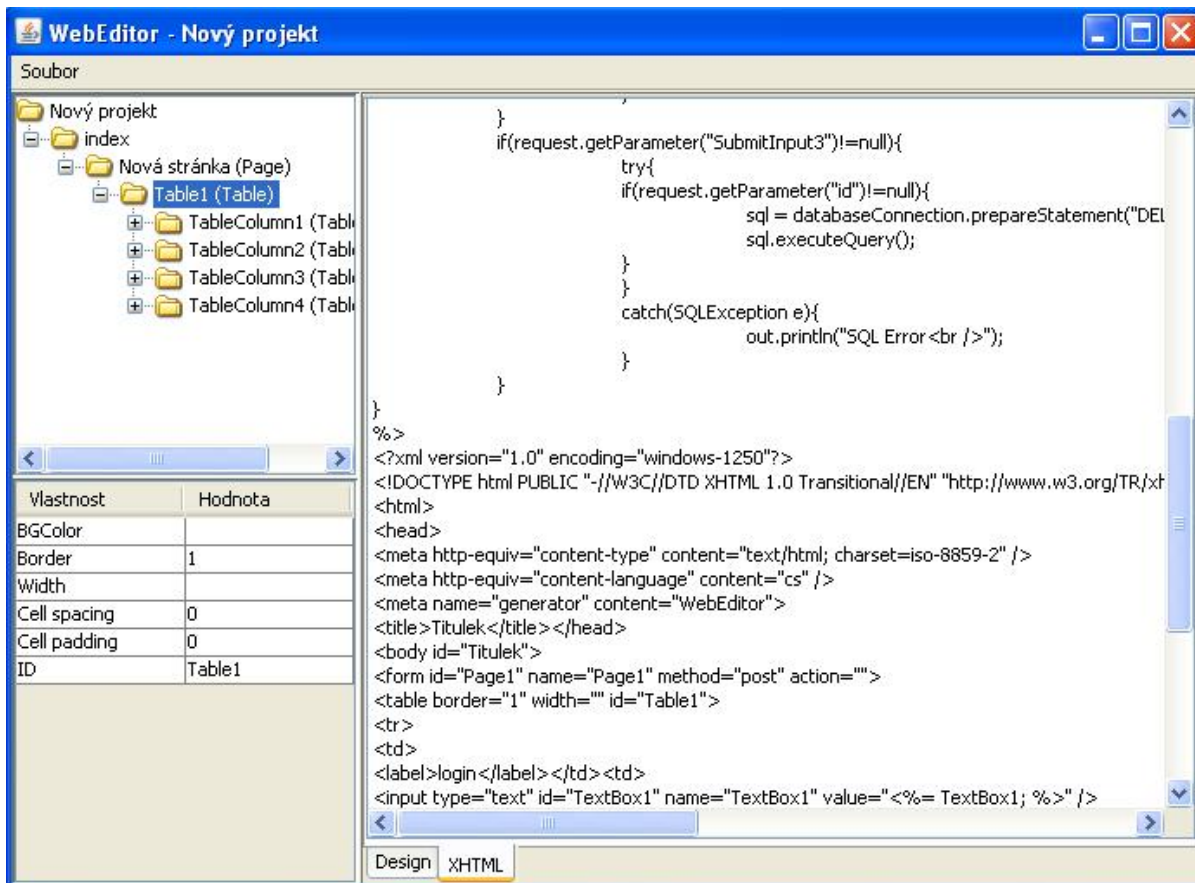 WebEditor - Nový projekt
Soubor
Nový projekt
index
Nová stránka (Page)
Table1 (Table)
TableColumn1 (Tabl
TableColumn2 (Tabl
TableColumn3 (Table
TableColumn4 (Tabl
Vlastnost Hodnota
BGColor
Border 1
Width
Cell spacing 0
Cell padding 0
ID Table1
}
}
if(request.getParameter("SubmitInput3")!=null){
try{
if(request.getParameter("id")!=null){
sql = databaseConnection.prepareStatement("DEL
sql.executeQuery();
}
}
catch(SQLException e){
out.println("SQL Error<br />");
}
}
}
%>
<?xml version="1.0" encoding="windows-1250"?>
<!DOCTYPE html PUBLIC "-//W3C//DTD XHTML 1.0 Transitional//EN" "http://www.w3.org/TR/xh
<html>
<head>
<meta http-equiv="content-type" content="text/html; charset=iso-8859-2" />
<meta http-equiv="content-language" content="cs" />
<meta name="generator" content="WebEditor">
<title>Titulek</title></head>
<body id="Titulek">
<form id="Page1" name="Page1" method="post" action="">
<table border="1" width="" id="Table1">
<tr>
<td>
<label>login</label></td><td>
<input type="text" id="TextBox1" name="TextBox1" value="<%= TextBox1; %>" />
Design XHTML